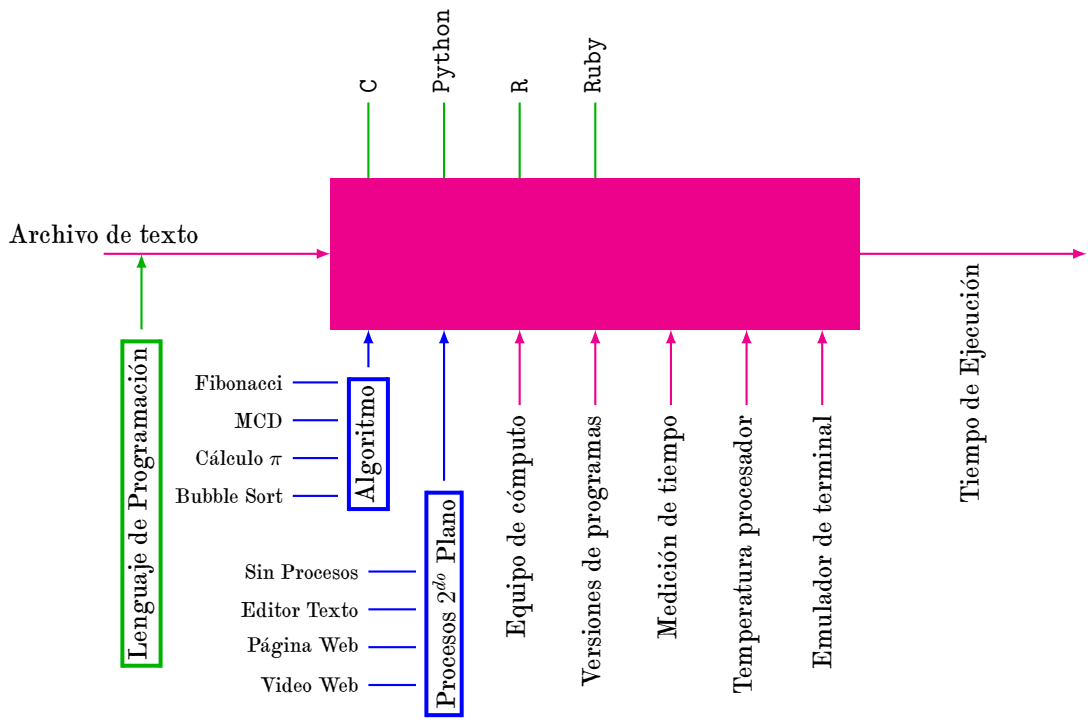 C
Python
R
Ruby
Archivo de texto
Tiempo de Ejecución
Lenguaje de Programación
Fibonacci
MCD
Cálculo π
Bubble Sort
Algoritmo
Sin Procesos
Editor Texto
Página Web
Video Web
Procesos 2do Plano
Equipo de cómputo
Versiones de programas
Medición de tiempo
Temperatura procesador
Emulador de terminal